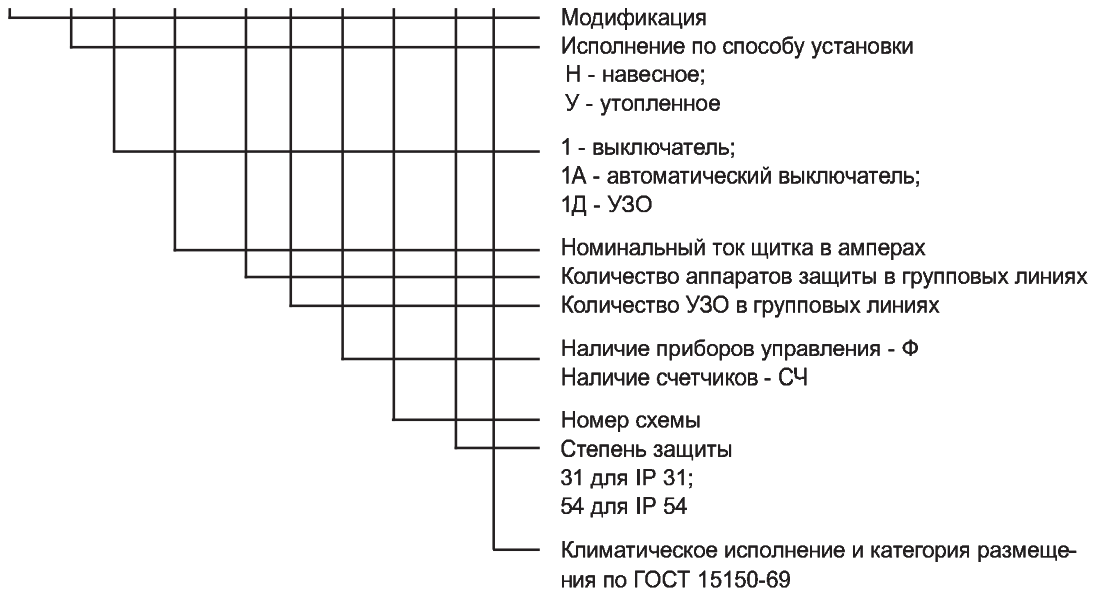 Модификация
Исполнение по способу установки
Н - навесное;
У - утопленное
1 - выключатель;
1А - автоматический выключатель;
1Д - УЗО
Номинальный ток щитка в амперах
Количество аппаратов защиты в групповых линиях
Количество УЗО в групповых линиях
Наличие приборов управления - Ф
Наличие счетчиков - СЧ
Номер схемы
Степень защиты
31 для IP 31;
54 для IP 54
Климатическое исполнение и категория размеще-
ния по ГОСТ 15150-69